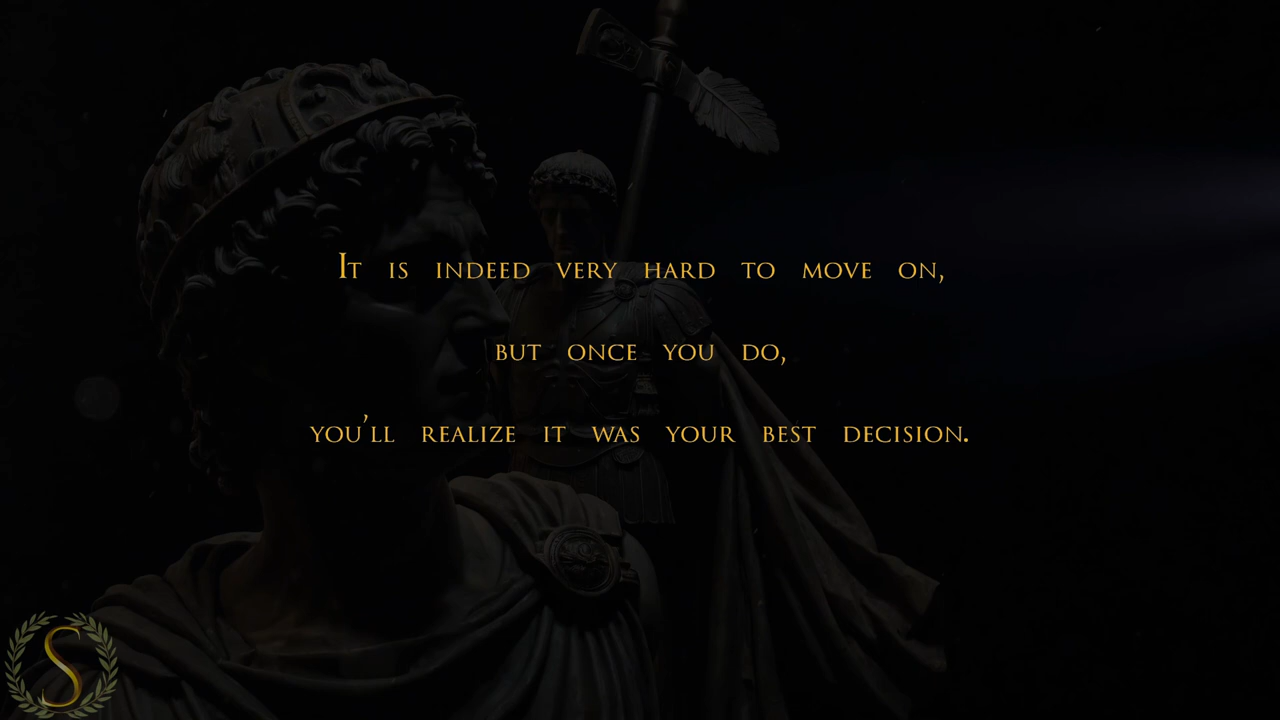 It is indeed very hard to move on,
but once you do,
you'll realize it was your best decision.
S